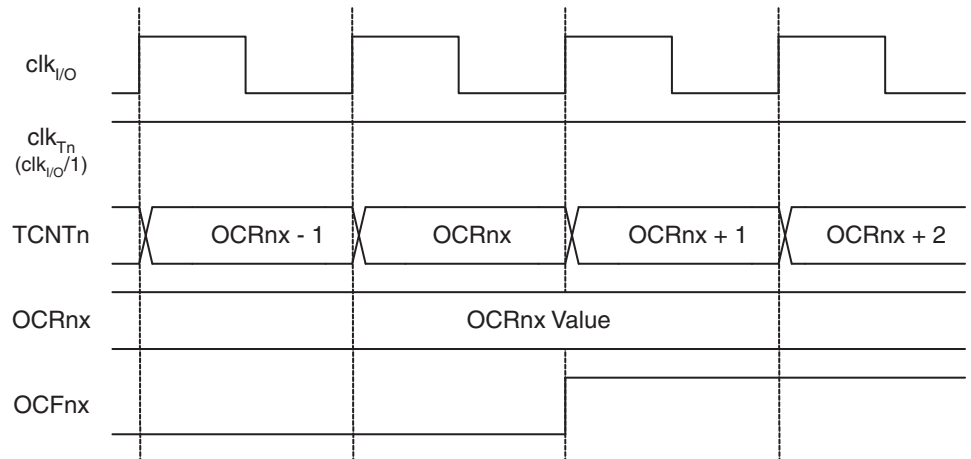 clkI/O
clkTn
(clkI/O/1)
TCNTn
OCRnx - 1
OCRnx
OCRnx + 1
OCRnx + 2
OCRnx
OCRnx Value
OCFnx